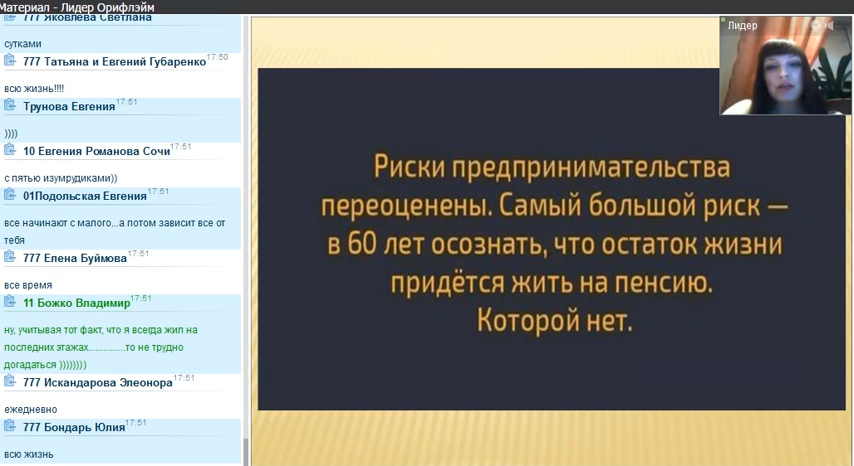 Материал - Лидер Орифлэйм
777 Яковлева Светлана
сутками
777 Татьяна и Евгений Губаренко 17:50
всю жизнь!!!!
Трунова Евгения 17:51
))))
10 Евгения Романова Сочи 17:51
с пятью изумрудиками))
01Подольская Евгения 17:51
все начинают с малого...а потом зависит все от
тебя
777 Елена Буймова 17:51
все время
11 Божко Владимир 17:51
ну, учитывая тот факт, что я всегда жил на
последних этажах...............то не трудно
догадаться ))))))))
777 Искандарова Элеонора 17:51
ежедневно
777 Бондарь Юлия 17:51
всю жизнь
Лидер
Риски предпринимательства
переоценены. Самый большой риск —
в 60 лет осознать, что остаток жизни
придётся жить на пенсию.
Которой нет.